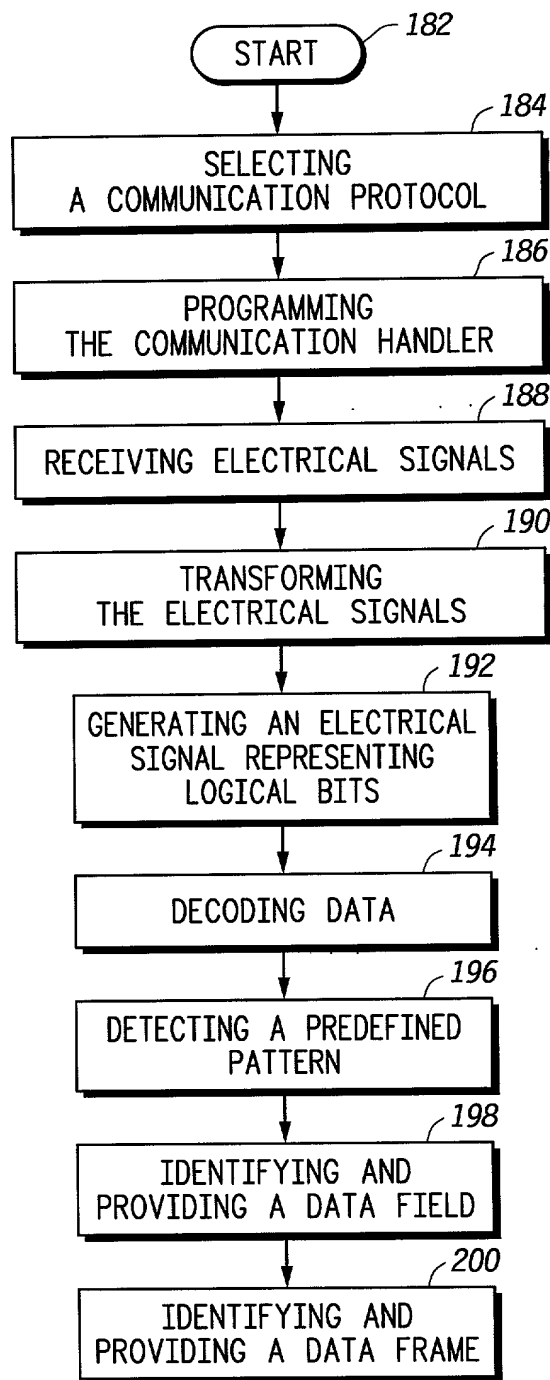 182
START
184
SELECTING
A COMMUNICATION PROTOCOL
186
PROGRAMMING
THE COMMUNICATION HANDLER
188
RECEIVING ELECTRICAL SIGNALS
190
TRANSFORMING
THE ELECTRICAL SIGNALS
192
GENERATING AN ELECTRICAL
SIGNAL REPRESENTING
LOGICAL BITS
194
DECODING DATA
196
DETECTING A PREDEFINED
PATTERN
198
IDENTIFYING AND
PROVIDING A DATA FIELD
200
IDENTIFYING AND
PROVIDING A DATA FRAME